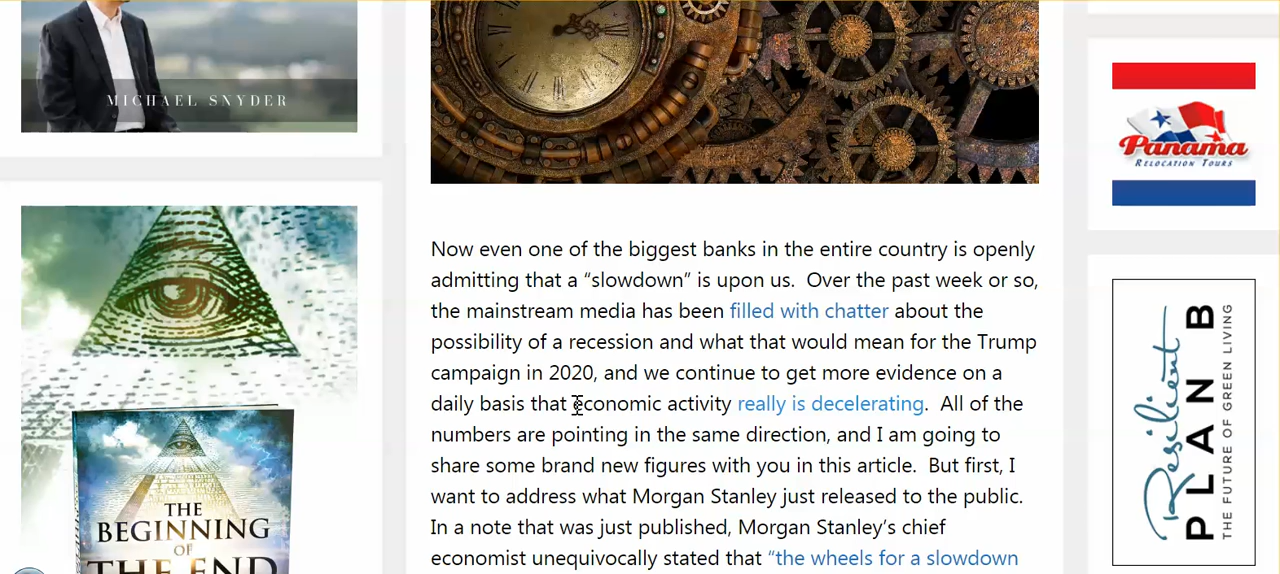 MICHAEL SNYDER
THE
BEGINNING
OF
THE END
Now even one of the biggest banks in the entire country is openly
admitting that a “slowdown” is upon us.  Over the past week or so,
the mainstream media has been filled with chatter about the
possibility of a recession and what that would mean for the Trump
campaign in 2020, and we continue to get more evidence on a
daily basis that economic activity really is decelerating.  All of the
numbers are pointing in the same direction, and I am going to
share some brand new figures with you in this article.  But first, I
want to address what Morgan Stanley just released to the public.
In a note that was just published, Morgan Stanley’s chief
economist unequivocally stated that “the wheels for a slowdown
Panama
RELOCATION TOURS
Resilient
PLAN B
THE FUTURE OF GREEN LIVING